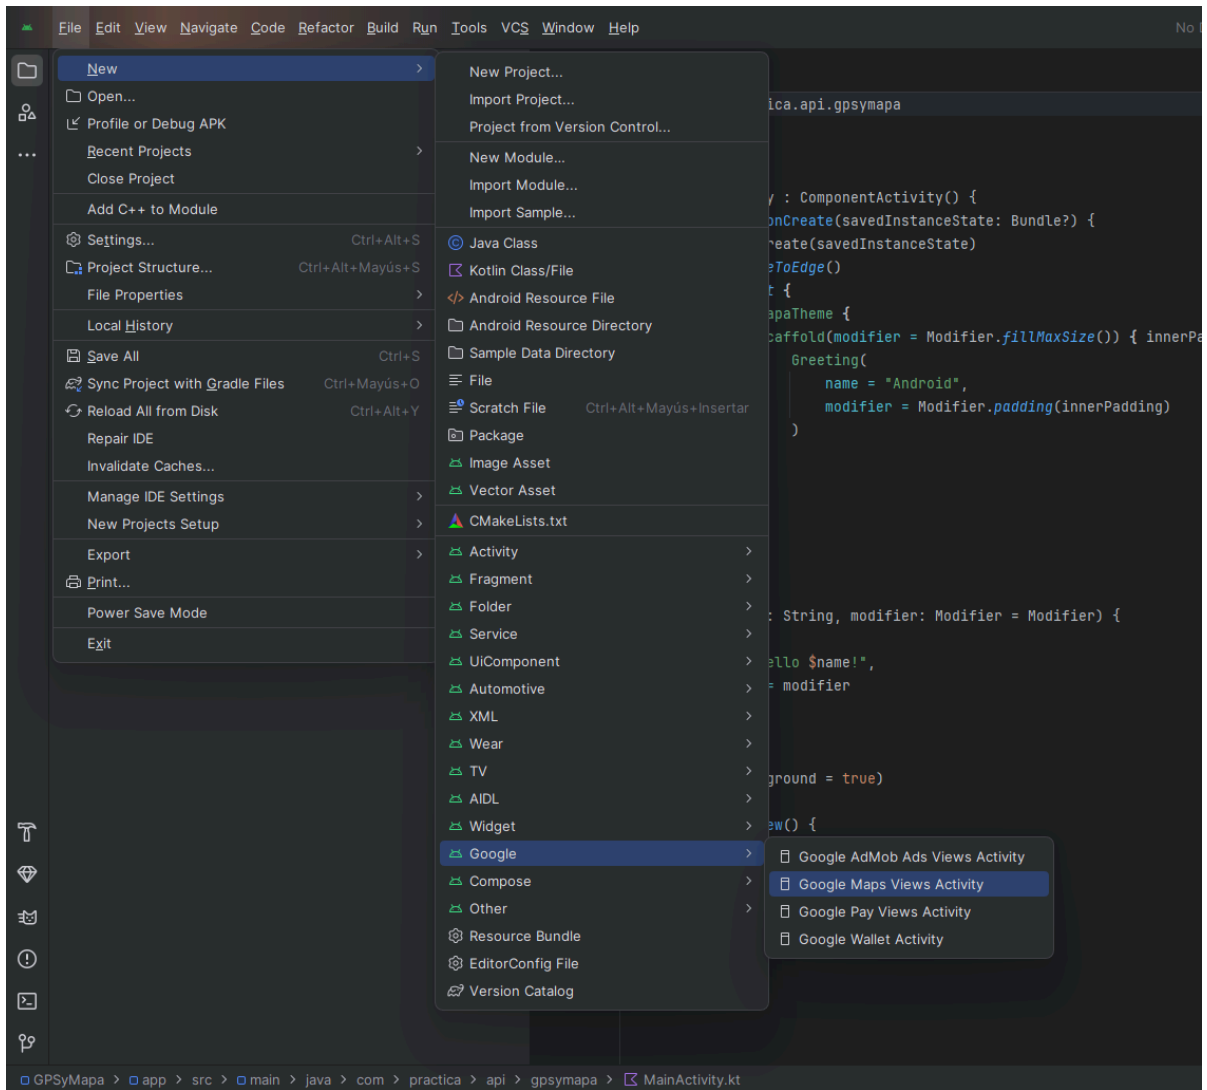 File Edit View Navigate Code Refactor Build Run Tools VCS Window Help No
New
Open...
Profile or Debug APK
Recent Projects
Close Project
Add C++ to Module
Settings... Ctrl+Alt+S
Project Structure... Ctrl+Alt+Mayús+S
File Properties
Local History
Save All Ctrl+S
Sync Project with Gradle Files Ctrl+Mayús+O
Reload All from Disk Ctrl+Alt+Y
Repair IDE
Invalidate Caches...
Manage IDE Settings
New Projects Setup
Export
Print...
Power Save Mode
Exit
New Project...
Import Project...
Project from Version Control...
New Module...
Import Module...
Import Sample...
Java Class
Kotlin Class/File
Android Resource File
Android Resource Directory
Sample Data Directory
File
Scratch File Ctrl+Alt+Mayús+Insertar
Package
Image Asset
Vector Asset
CMakeLists.txt
Activity
Fragment
Folder
Service
UiComponent
Automotive
XML
Wear
TV
AIDL
Widget
Google
Compose
Other
Resource Bundle
EditorConfig File
Version Catalog
Google AdMob Ads Views Activity
Google Maps Views Activity
Google Pay Views Activity
Google Wallet Activity
ica.api.gpsymapa
y : ComponentActivity() {
onCreate(savedInstanceState: Bundle?) {
reate(savedInstanceState)
eToEdge()
t {
apaTheme {
caffold(modifier = Modifier.fillMaxSize()) { innerPa
Greeting(
name = "Android",
modifier = Modifier.padding(innerPadding)
)
: String, modifier: Modifier = Modifier) {
ello $name!",
= modifier
ground = true)
ew() {
GPSyMapa > app > src > main > java > com > practica > api > gpsymapa > MainActivity.kt